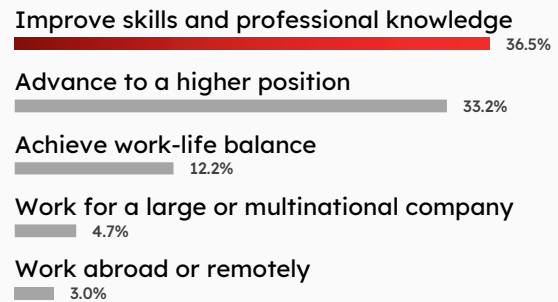 Improve skills and professional knowledge
36.5%
Advance to a higher position
33.2%
Achieve work-life balance
12.2%
Work for a large or multinational company
4.7%
Work abroad or remotely
3.0%